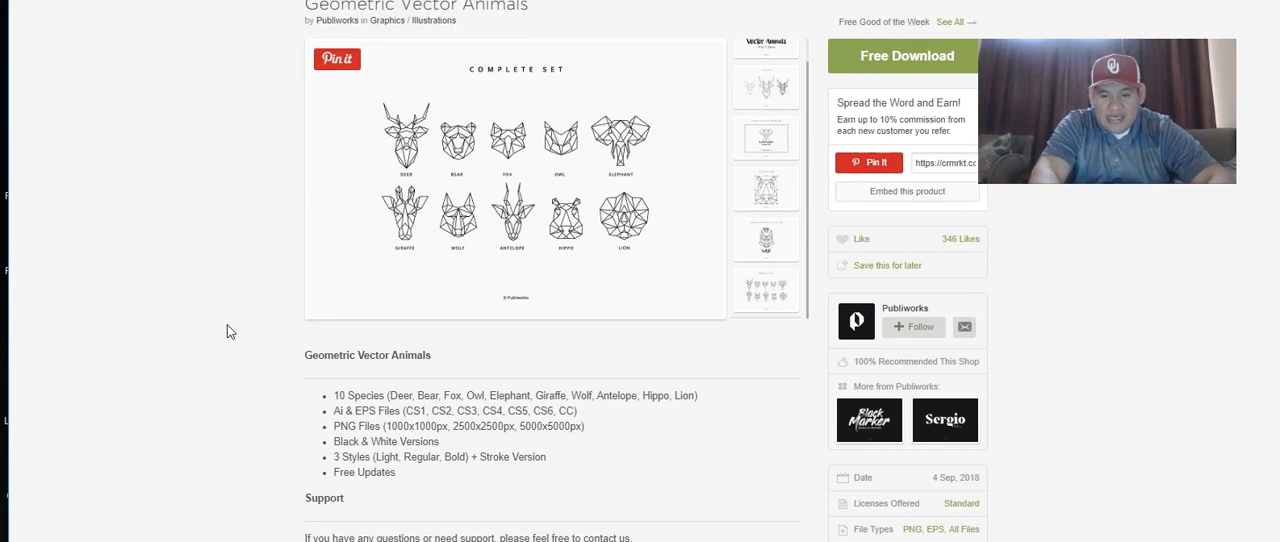 Geometric Vector Animals
by Publiworks in Graphics / Illustrations
Free Good of the Week See All →
Pin it
COMPLETE SET
DEER BEAR FOX OWL ELEPHANT
GIRAFFE WOLF ANTELOPE HIPPO LION
© Publiworks
Vector Animals
WOLF
Free Download
Spread the Word and Earn!
Earn up to 10% commission from
each new customer you refer.
Pin It https://crmrkt.cc
Embed this product
Like 346 Likes
Save this for later
Publiworks
+ Follow
100% Recommended This Shop
More from Publiworks:
Black Marker
Sergio
Date 4 Sep, 2018
Licenses Offered Standard
File Types PNG, EPS, All Files
Geometric Vector Animals
• 10 Species (Deer, Bear, Fox, Owl, Elephant, Giraffe, Wolf, Antelope, Hippo, Lion)
• Ai & EPS Files (CS1, CS2, CS3, CS4, CS5, CS6, CC)
• PNG Files (1000x1000px, 2500x2500px, 5000x5000px)
• Black & White Versions
• 3 Styles (Light, Regular, Bold) + Stroke Version
• Free Updates
Support
If you have any questions or need support, please feel free to contact us.
OU